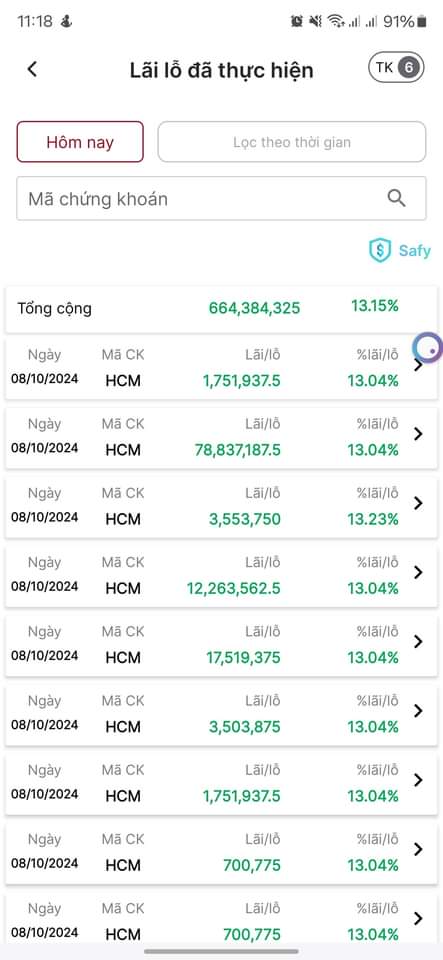 11:18 91%
Lãi lỗ đã thực hiện TK 6
Hôm nay Lọc theo thời gian
Mã chứng khoán
Safy
Tổng cộng 664,384,325 13.15%
Ngày Mã CK Lãi/lỗ %lãi/lỗ
08/10/2024 HCM 1,751,937.5 13.04%
Ngày Mã CK Lãi/lỗ %lãi/lỗ
08/10/2024 HCM 78,837,187.5 13.04%
Ngày Mã CK Lãi/lỗ %lãi/lỗ
08/10/2024 HCM 3,553,750 13.23%
Ngày Mã CK Lãi/lỗ %lãi/lỗ
08/10/2024 HCM 12,263,562.5 13.04%
Ngày Mã CK Lãi/lỗ %lãi/lỗ
08/10/2024 HCM 17,519,375 13.04%
Ngày Mã CK Lãi/lỗ %lãi/lỗ
08/10/2024 HCM 3,503,875 13.04%
Ngày Mã CK Lãi/lỗ %lãi/lỗ
08/10/2024 HCM 1,751,937.5 13.04%
Ngày Mã CK Lãi/lỗ %lãi/lỗ
08/10/2024 HCM 700,775 13.04%
Ngày Mã CK Lãi/lỗ %lãi/lỗ
08/10/2024 HCM 700,775 13.04%